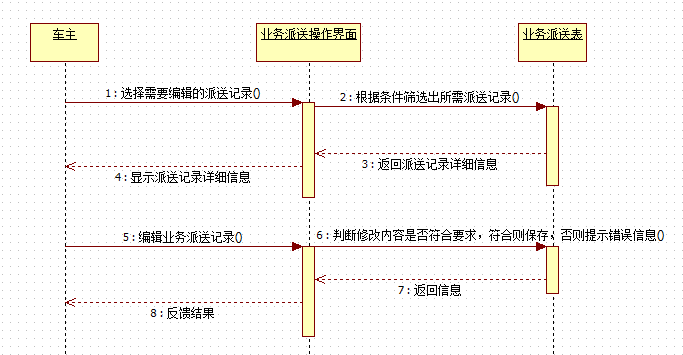 车主
业务派送操作界面
业务派送表
1 : 选择需要编辑的派送记录()
2 : 根据条件筛选出所需派送记录()
3 : 返回派送记录详细信息
4 : 显示派送记录详细信息
5 : 编辑业务派送记录()
6 : 判断修改内容是否符合要求，符合则保存，否则提示错误信息()
7 : 返回信息
8 : 反馈结果